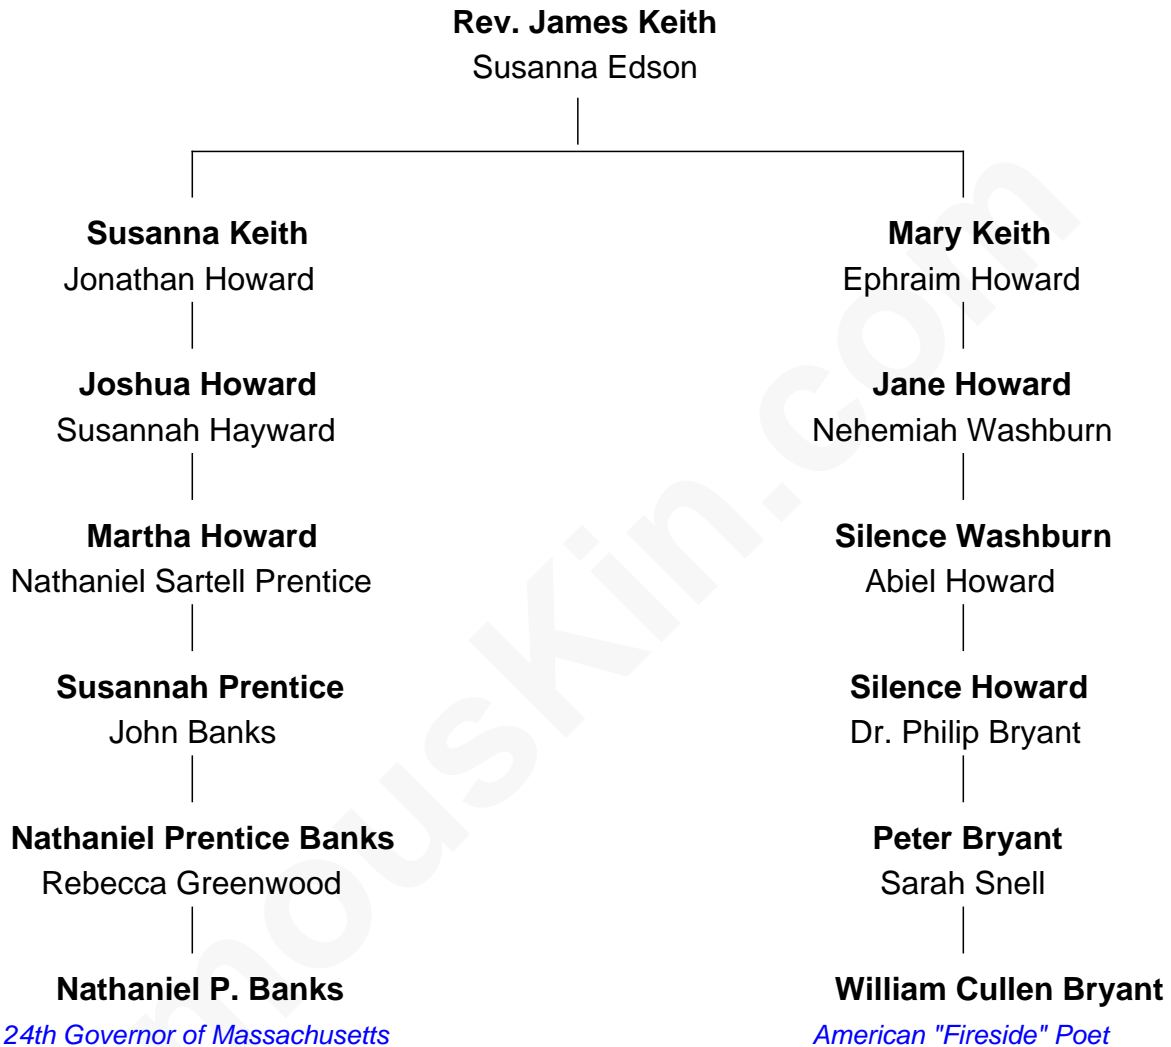 Rev. James Keith
Susanna Edson
Susanna Keith
Jonathan Howard
Mary Keith
Ephraim Howard
Joshua Howard
Susannah Hayward
Jane Howard
Nehemiah Washburn
Martha Howard
Nathaniel Sartell Prentice
Silence Washburn
Abiel Howard
Susannah Prentice
John Banks
Silence Howard
Dr. Philip Bryant
Nathaniel Prentice Banks
Rebecca Greenwood
Peter Bryant
Sarah Snell
Nathaniel P. Banks
24th Governor of Massachusetts
William Cullen Bryant
American "Fireside" Poet
mousKin.com